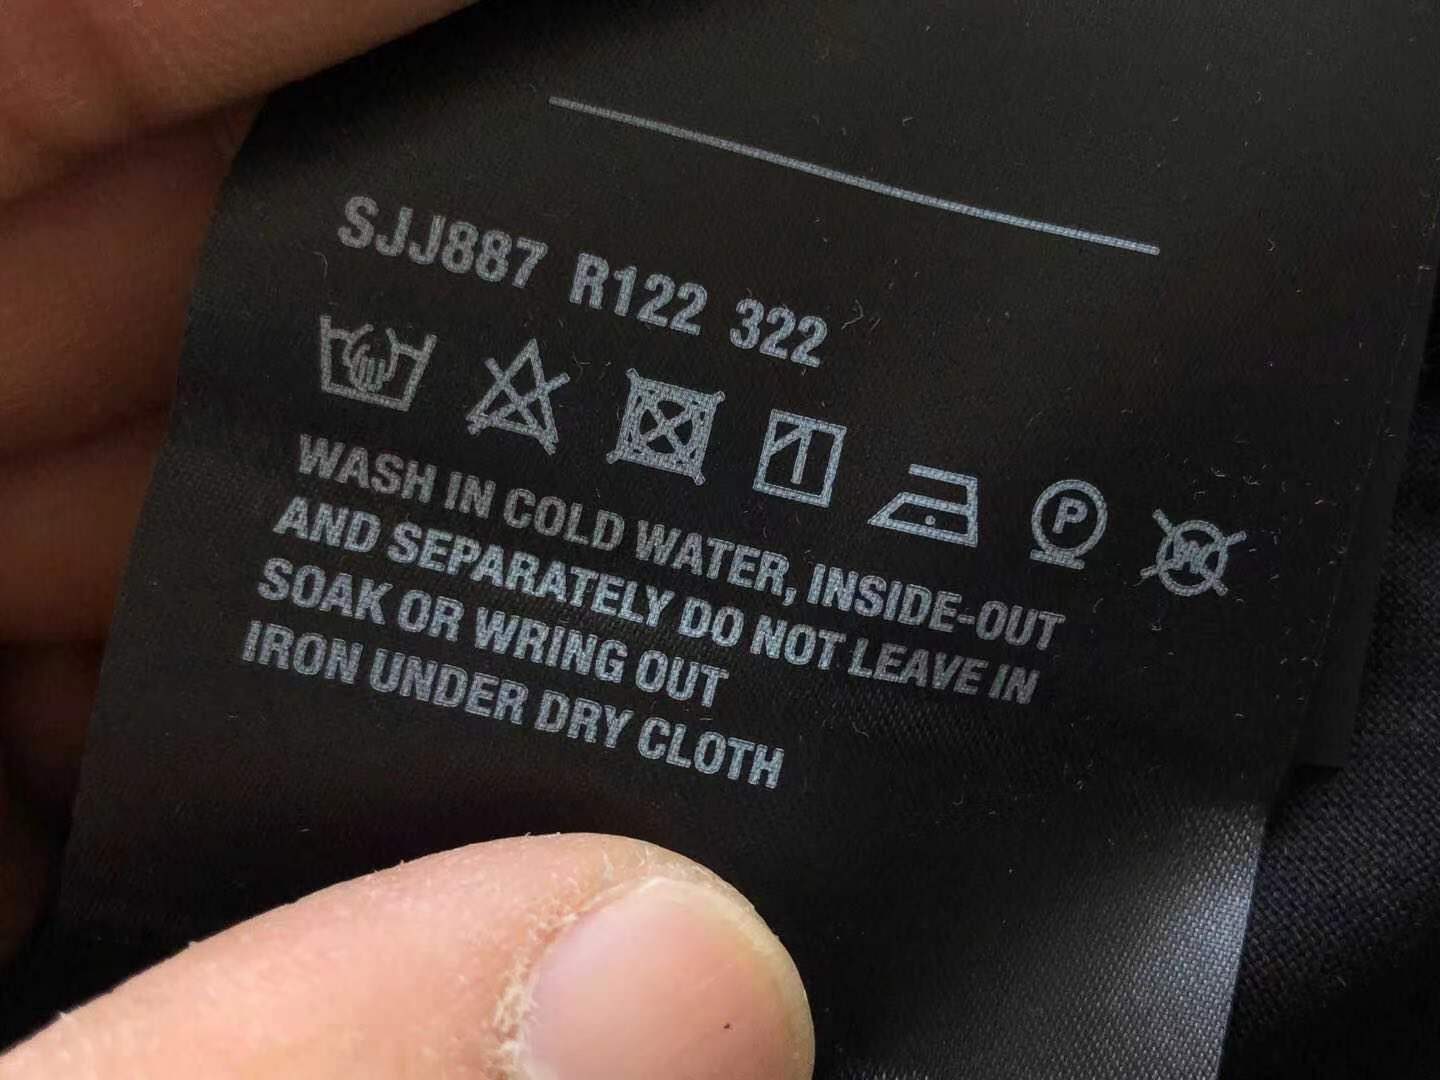 SJJ887 R122 322
P W
WASH IN COLD WATER, INSIDE-OUT
AND SEPARATELY DO NOT LEAVE IN
SOAK OR WRING OUT
IRON UNDER DRY CLOTH